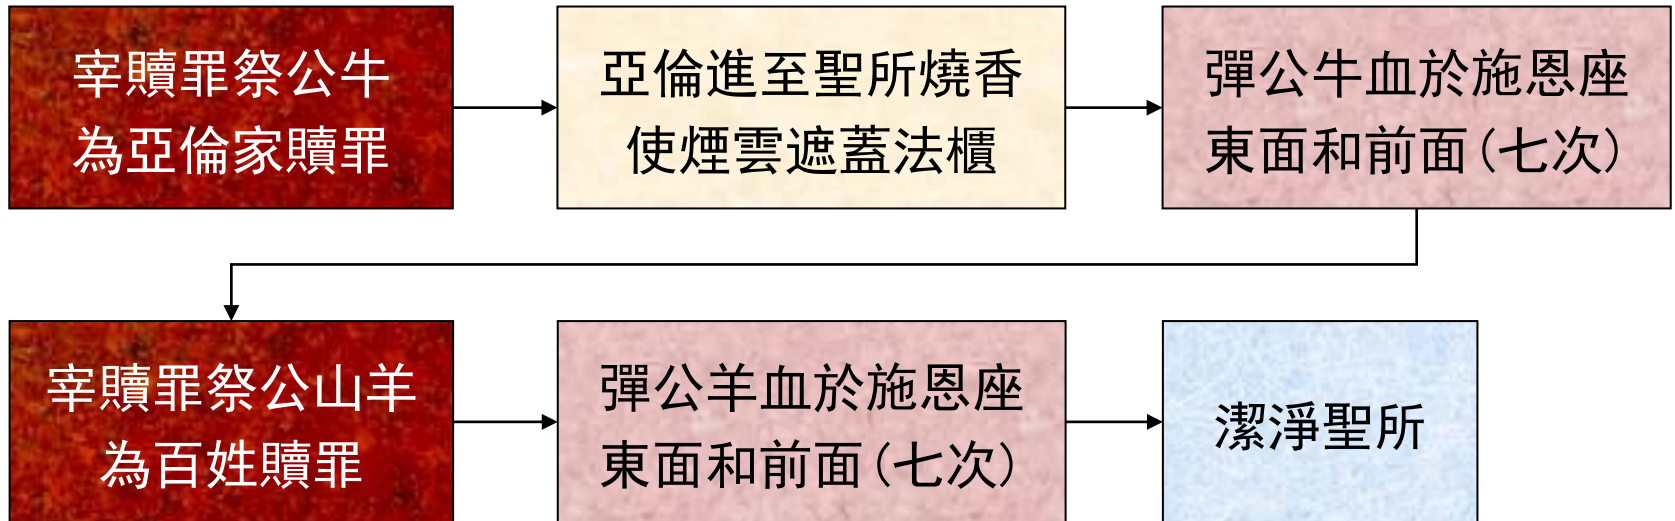 宰贖罪祭公牛
為亞倫家贖罪
亞倫進至聖所燒香
使煙雲遮蓋法櫃
彈公牛血於施恩座
東面和前面(七次)
宰贖罪祭公山羊
為百姓贖罪
彈公羊血於施恩座
東面和前面(七次)
潔淨聖所